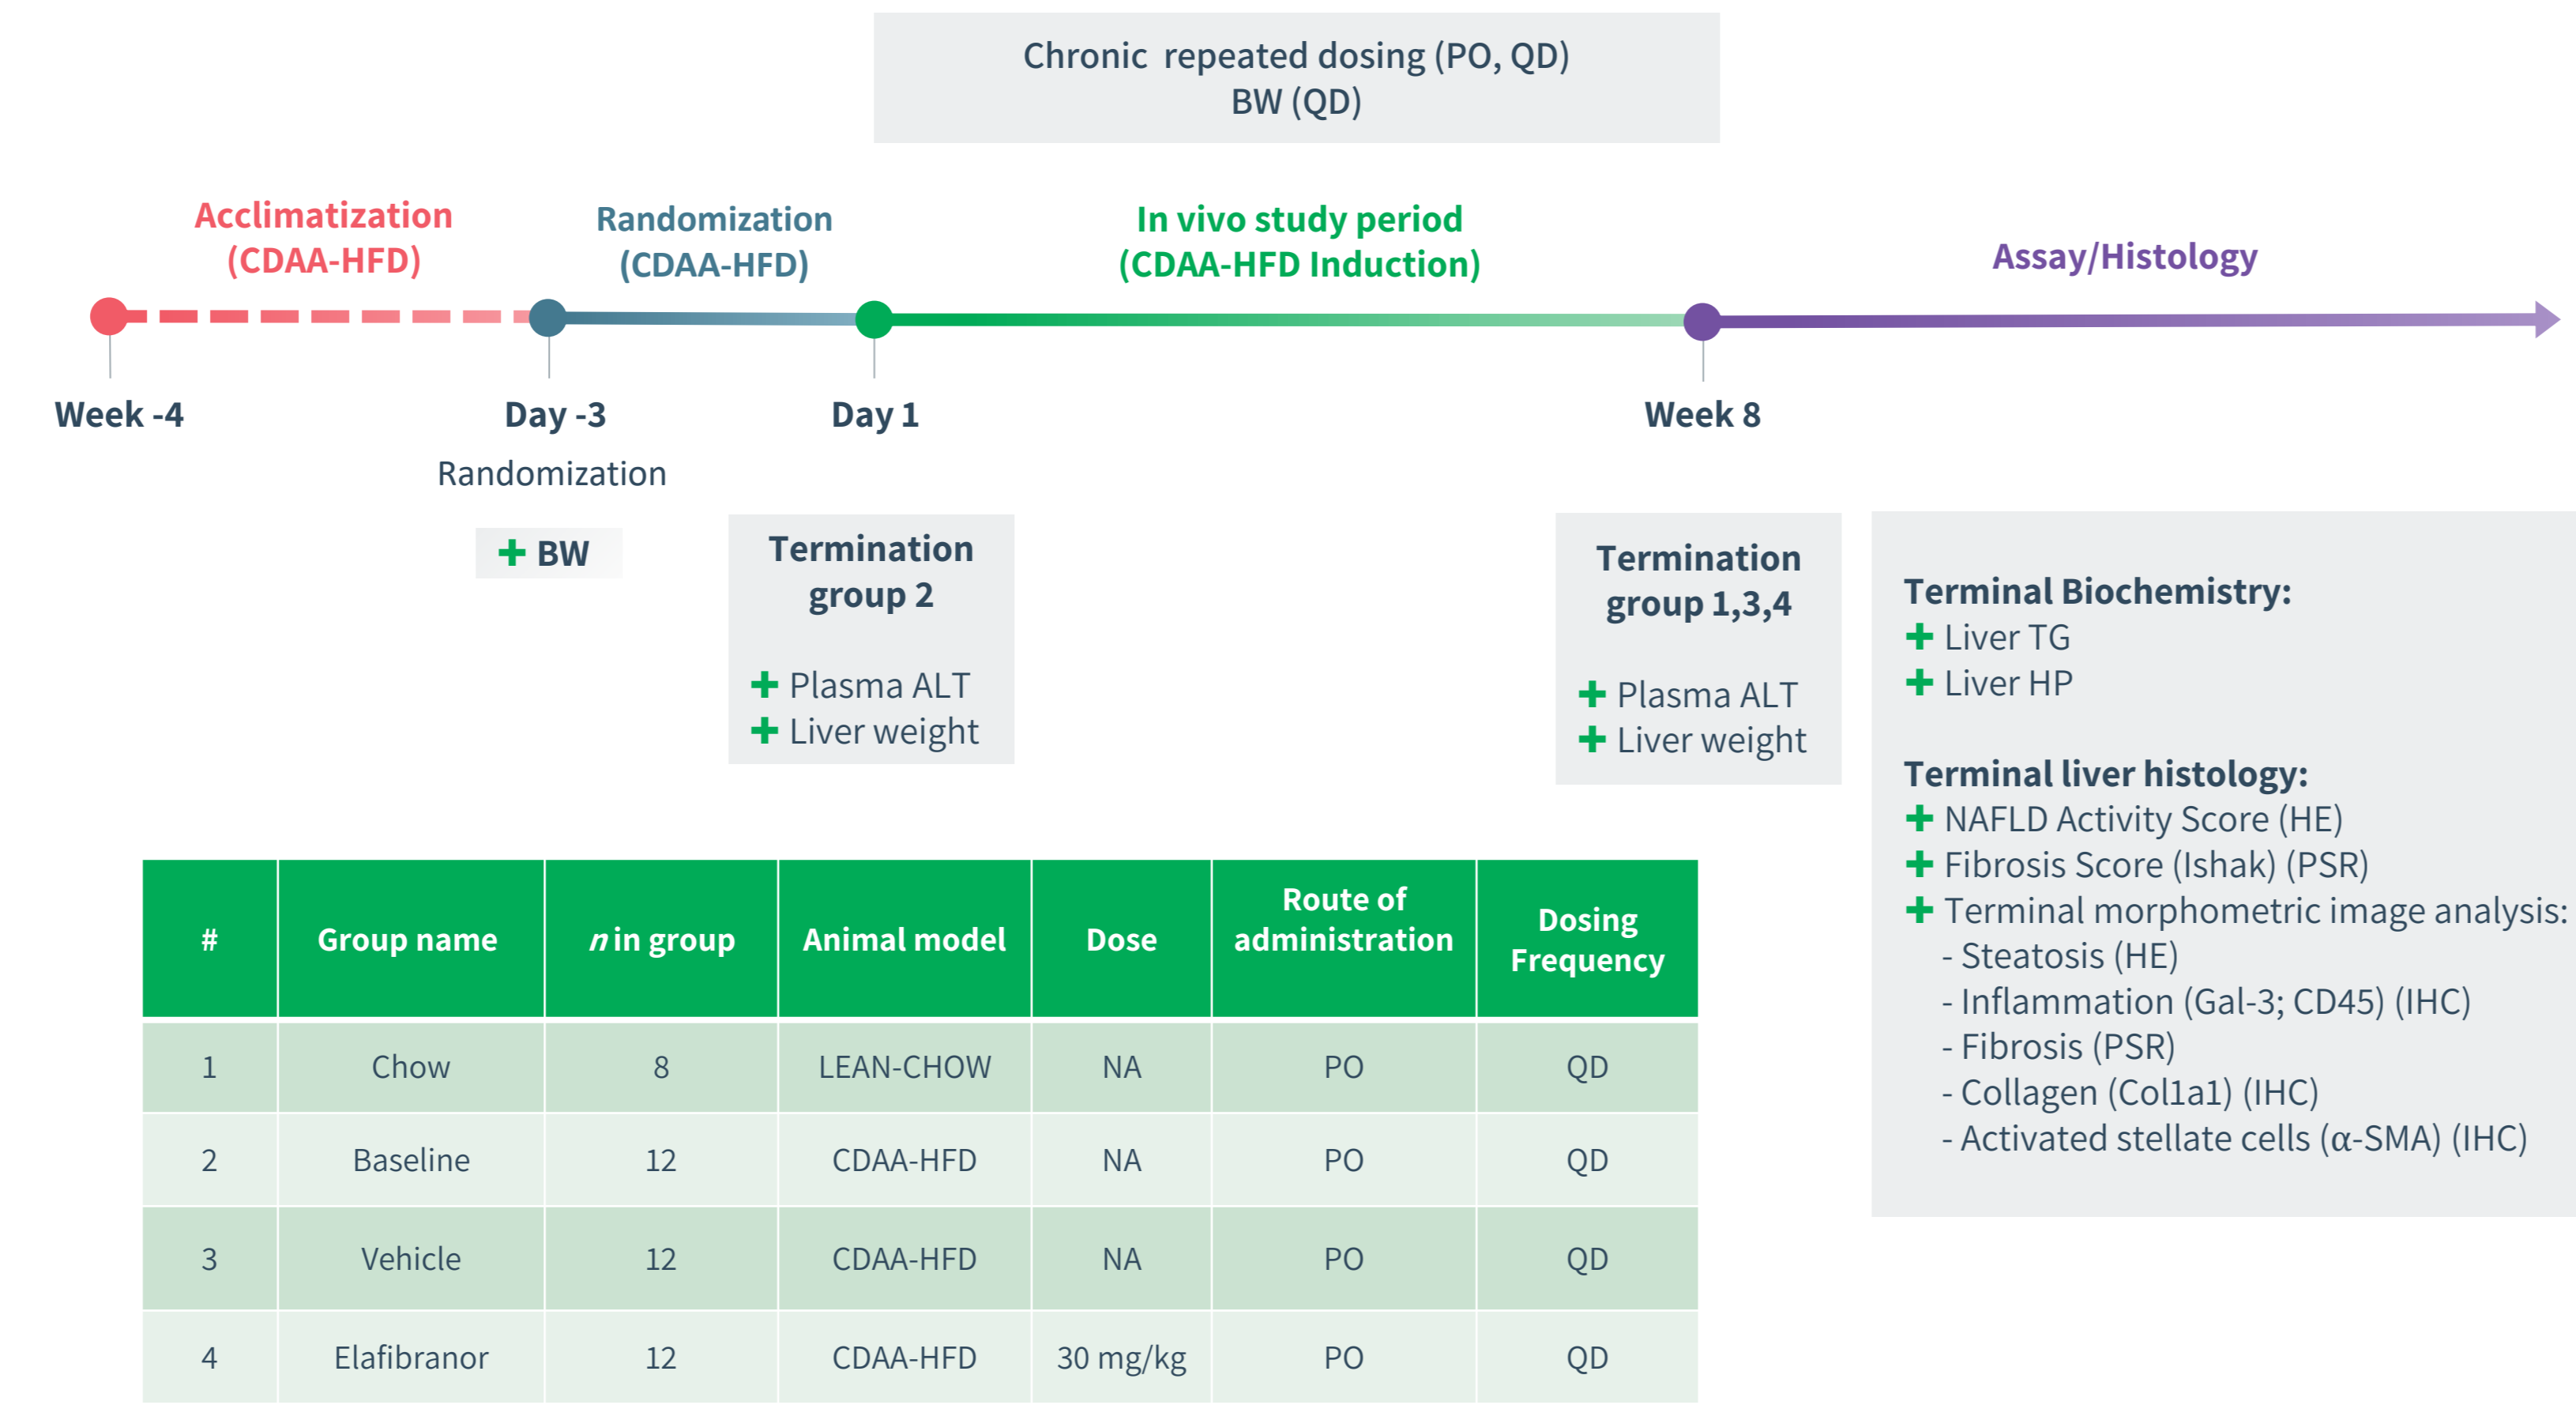 Chronic repeated dosing (PO, QD)
BW (QD)
Acclimatization
(CDAA-HFD)
Randomization
(CDAA-HFD)
In vivo study period
(CDAA-HFD Induction)
Assay/Histology
Week -4
Day -3
Randomization
Day 1
Week 8
+ BW
Termination
group 2
+ Plasma ALT
+ Liver weight
Termination
group 1,3,4
+ Plasma ALT
+ Liver weight
Terminal Biochemistry:
+ Liver TG
+ Liver HP
Terminal liver histology:
+ NAFLD Activity Score (HE)
+ Fibrosis Score (Ishak) (PSR)
+ Terminal morphometric image analysis:
- Steatosis (HE)
- Inflammation (Gal-3; CD45) (IHC)
- Fibrosis (PSR)
- Collagen (Col1a1) (IHC)
- Activated stellate cells (α-SMA) (IHC)
# Group name n in group Animal model Dose Route of administration Dosing Frequency
1 Chow 8 LEAN-CHOW NA PO QD
2 Baseline 12 CDAA-HFD NA PO QD
3 Vehicle 12 CDAA-HFD NA PO QD
4 Elafibranor 12 CDAA-HFD 30 mg/kg PO QD